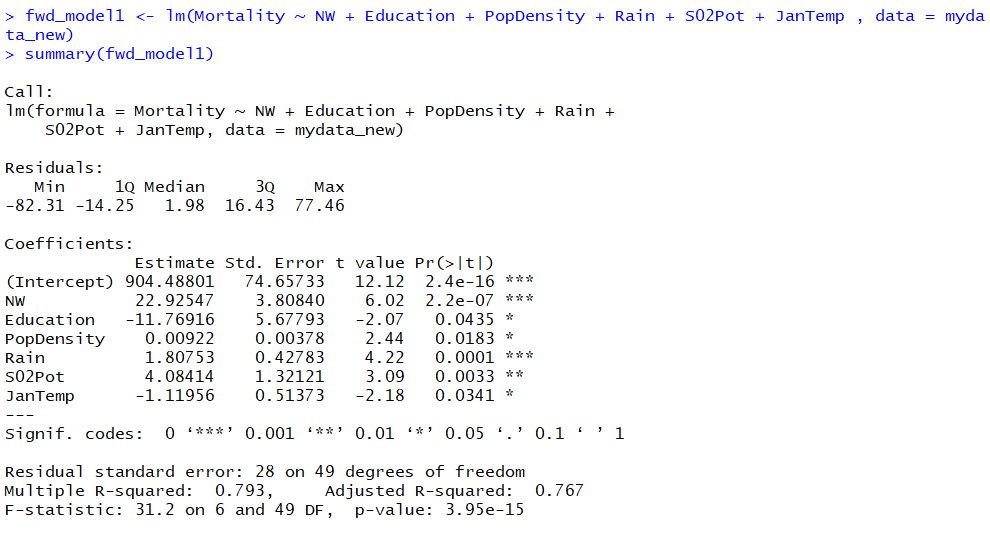 > fwd_model1 <- lm(Mortality ~ NW + Education + PopDensity + Rain + SO2Pot + JanTemp , data = myda
ta_new)
> summary(fwd_model1)
Call:
lm(formula = Mortality ~ NW + Education + PopDensity + Rain +
    SO2Pot + JanTemp, data = mydata_new)
Residuals:
   Min     1Q Median     3Q    Max
-82.31 -14.25   1.98  16.43  77.46
Coefficients:
             Estimate Std. Error t value Pr(>|t|)
(Intercept) 904.48801   74.65733   12.12  2.4e-16 ***
NW           22.92547    3.80840    6.02  2.2e-07 ***
Education   -11.76916    5.67793   -2.07   0.0435 *
PopDensity    0.00922    0.00378    2.44   0.0183 *
Rain          1.80753    0.42783    4.22   0.0001 ***
SO2Pot        4.08414    1.32121    3.09   0.0033 **
JanTemp      -1.11956    0.51373   -2.18   0.0341 *
---
Signif. codes:  0 ‘***’ 0.001 ‘**’ 0.01 ‘*’ 0.05 ‘.’ 0.1 ‘ ’ 1
Residual standard error: 28 on 49 degrees of freedom
Multiple R-squared:  0.793,     Adjusted R-squared:  0.767
F-statistic: 31.2 on 6 and 49 DF,  p-value: 3.95e-15